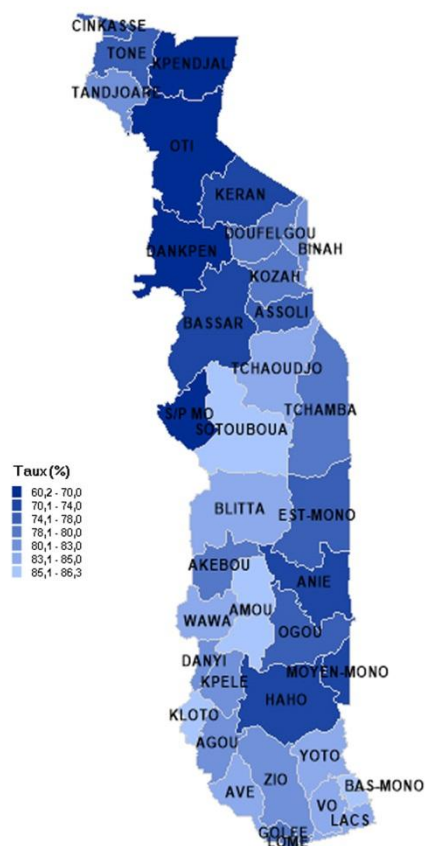 CINKASSE
TONE
KPENDJAL
TANDJOARE
OTI
KERAN
DOUFELGOU
BINAH
DANKPEN
KOZAH
ASSOLI
BASSAR
TCHAOUDJO
S/P MO
TCHAMBA
SOTOUBOUA
Taux (%)
60,2 - 70,0
70,1 - 74,0
74,1 - 78,0
78,1 - 80,0
80,1 - 83,0
83,1 - 85,0
85,1 - 86,3
BLITTA
EST-MONO
AKEBOU
ANIE
AMOU
WAWA
OGOU
DANYI
MOYEN-MONO
KPELE
HAHO
KLOTO
AGOU
YOTO
ZIO
BAS-MONO
AVE
VO
LACS
GOLFE
LOME